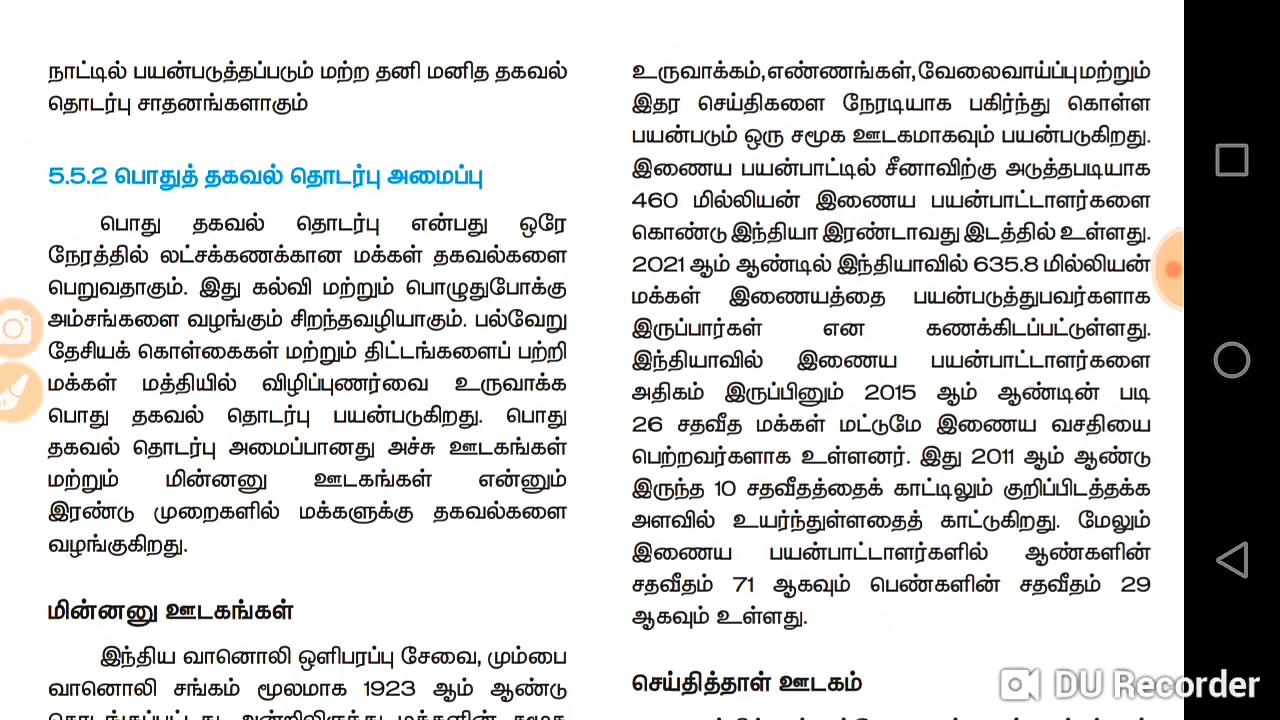 நாட்டில் பயன்படுத்தப்படும் மற்ற தனி மனித தகவல்
தொடர்பு சாதனங்களாகும்
5.5.2 பொதுத் தகவல் தொடர்பு அமைப்பு
பொது தகவல் தொடர்பு என்பது ஒரே
நேரத்தில் லட்சக்கணக்கான மக்கள் தகவல்களை
பெறுவதாகும். இது கல்வி மற்றும் பொழுதுபோக்கு
அம்சங்களை வழங்கும் சிறந்தவழியாகும். பல்வேறு
தேசியக் கொள்கைகள் மற்றும் திட்டங்களைப் பற்றி
மக்கள் மத்தியில் விழிப்புணர்வை உருவாக்க
பொது தகவல் தொடர்பு பயன்படுகிறது. பொது
தகவல் தொடர்பு அமைப்பானது அச்சு ஊடகங்கள்
மற்றும் மின்னனு ஊடகங்கள் என்னும்
இரண்டு முறைகளில் மக்களுக்கு தகவல்களை
வழங்குகிறது.
மின்னனு ஊடகங்கள்
இந்திய வானொலி ஒளிபரப்பு சேவை, மும்பை
வானொலி சங்கம் மூலமாக 1923 ஆம் ஆண்டு
உருவாக்கம்,எண்ணங்கள்,வேலைவாய்ப்புமற்றும்
இதர செய்திகளை நேரடியாக பகிர்ந்து கொள்ள
பயன்படும் ஒரு சமூக ஊடகமாகவும் பயன்படுகிறது.
இணைய பயன்பாட்டில் சீனாவிற்கு அடுத்தபடியாக
460 மில்லியன் இணைய பயன்பாட்டாளர்களை
கொண்டு இந்தியா இரண்டாவது இடத்தில் உள்ளது.
2021 ஆம் ஆண்டில் இந்தியாவில் 635.8 மில்லியன்
மக்கள் இணையத்தை பயன்படுத்துபவர்களாக
இருப்பார்கள் என கணக்கிடப்பட்டுள்ளது.
இந்தியாவில் இணைய பயன்பாட்டாளர்களை
அதிகம் இருப்பினும் 2015 ஆம் ஆண்டின் படி
26 சதவீத மக்கள் மட்டுமே இணைய வசதியை
பெற்றவர்களாக உள்ளனர். இது 2011 ஆம் ஆண்டு
இருந்த 10 சதவீதத்தைக் காட்டிலும் குறிப்பிடத்தக்க
அளவில் உயர்ந்துள்ளதைத் காட்டுகிறது. மேலும்
இணைய பயன்பாட்டாளர்களில் ஆண்களின்
சதவீதம் 71 ஆகவும் பெண்களின் சதவீதம் 29
ஆகவும் உள்ளது.
செய்தித்தாள் ஊடகம்
DU Recorder